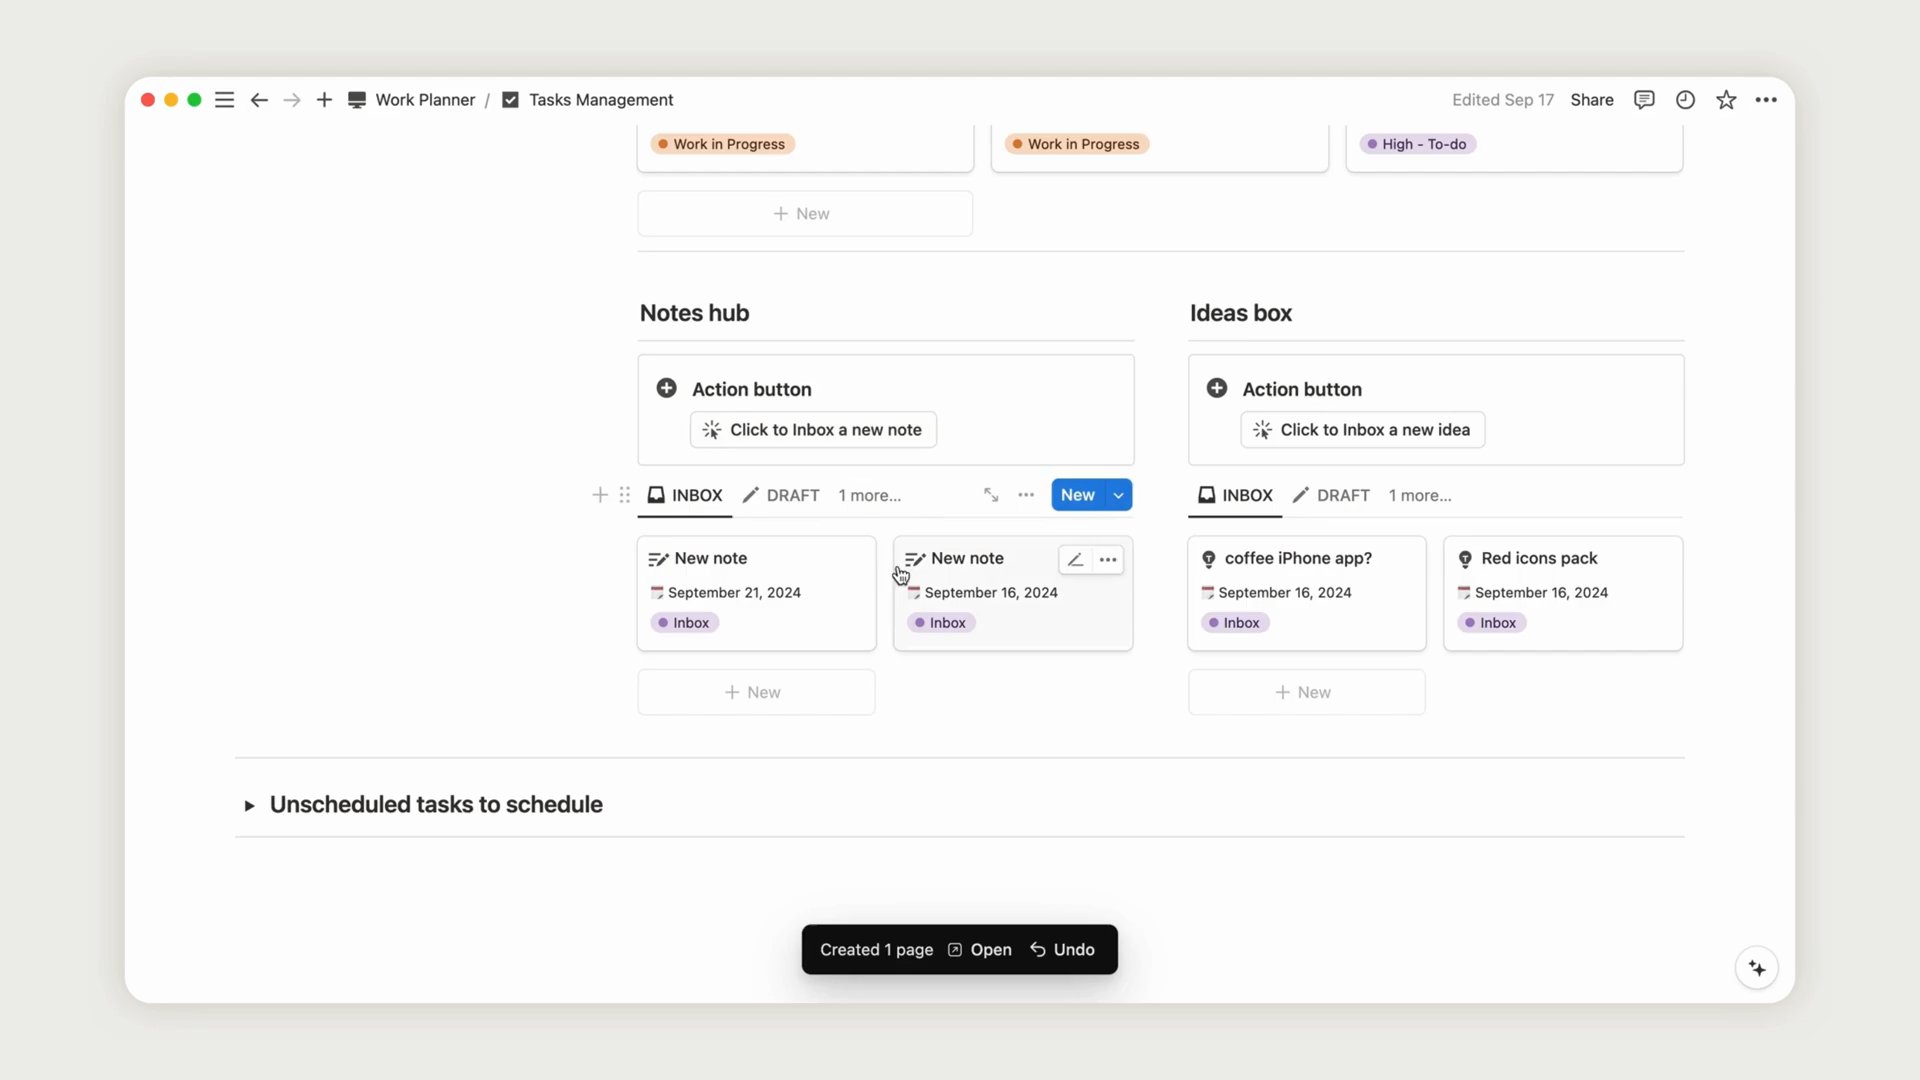 Work Planner / Tasks Management
Edited Sep 17 Share
Work in Progress
Work in Progress
High - To-do
+ New
Notes hub
Action button
Click to Inbox a new note
INBOX DRAFT 1 more...
New
New note
September 21, 2024
Inbox
New note
September 16, 2024
Inbox
+ New
Ideas box
Action button
Click to Inbox a new idea
INBOX DRAFT 1 more...
coffee iPhone app?
September 16, 2024
Inbox
Red icons pack
September 16, 2024
Inbox
+ New
Unscheduled tasks to schedule
Created 1 page Open Undo